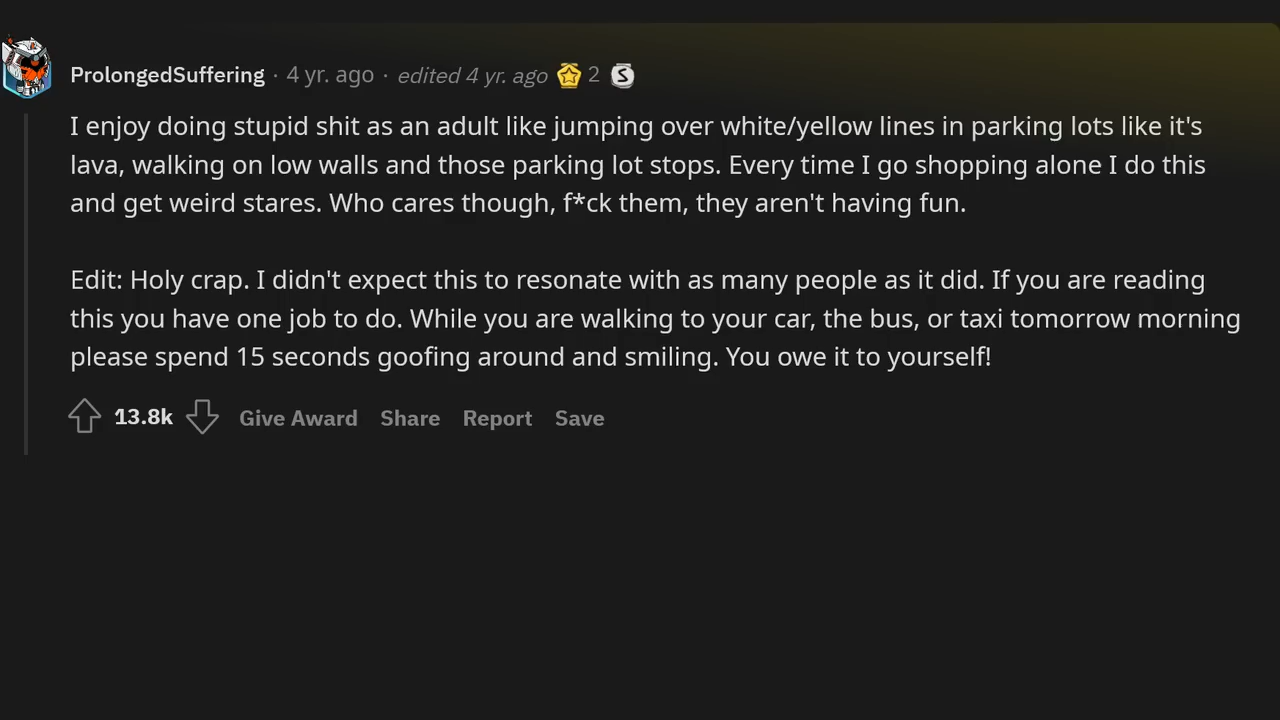 ProlongedSuffering · 4 yr. ago · edited 4 yr. ago 2 S
I enjoy doing stupid shit as an adult like jumping over white/yellow lines in parking lots like it's
lava, walking on low walls and those parking lot stops. Every time I go shopping alone I do this
and get weird stares. Who cares though, f*ck them, they aren't having fun.
Edit: Holy crap. I didn't expect this to resonate with as many people as it did. If you are reading
this you have one job to do. While you are walking to your car, the bus, or taxi tomorrow morning
please spend 15 seconds goofing around and smiling. You owe it to yourself!
13.8k Give Award Share Report Save